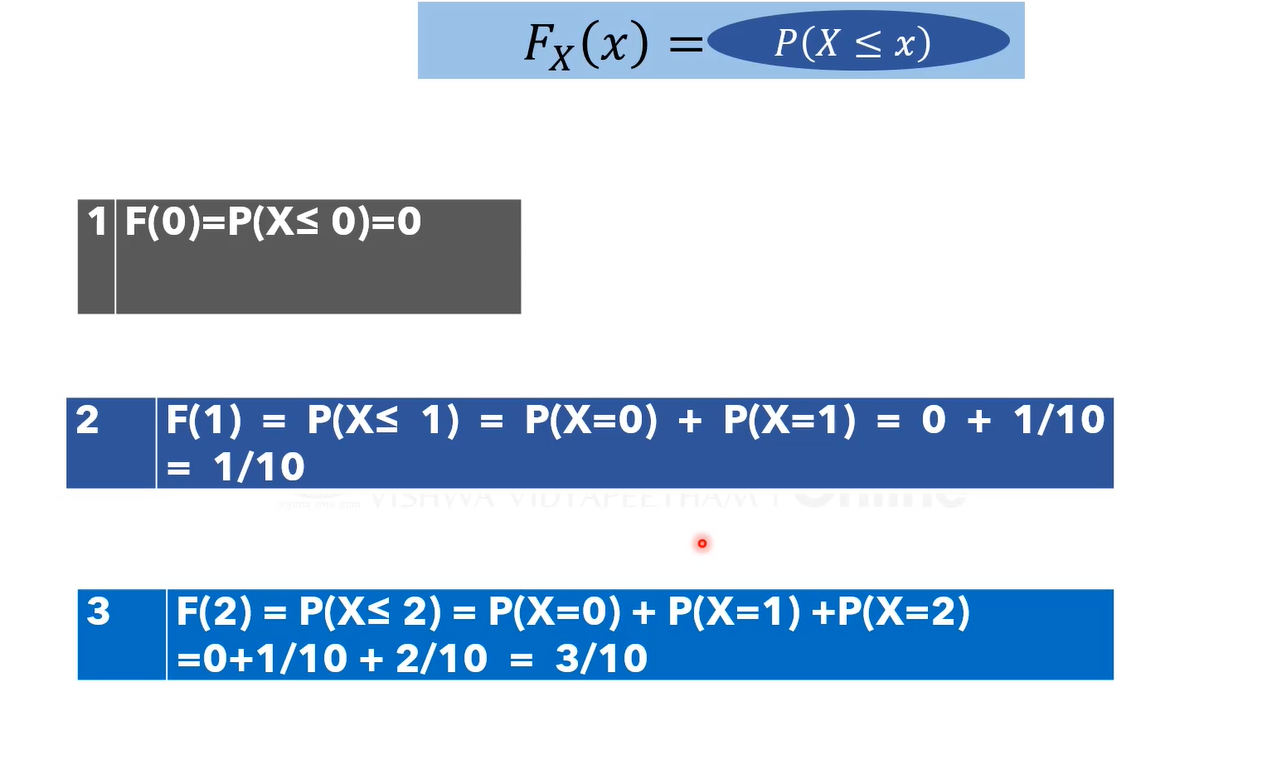 F_X(x) = P(X ≤ x)
1 F(0)=P(X≤ 0)=0
2 F(1) = P(X≤ 1) = P(X=0) + P(X=1) = 0 + 1/10
= 1/10
VISHWA VIDYAPEETHAM | Online
3 F(2) = P(X≤ 2) = P(X=0) + P(X=1) +P(X=2)
=0+1/10 + 2/10 = 3/10